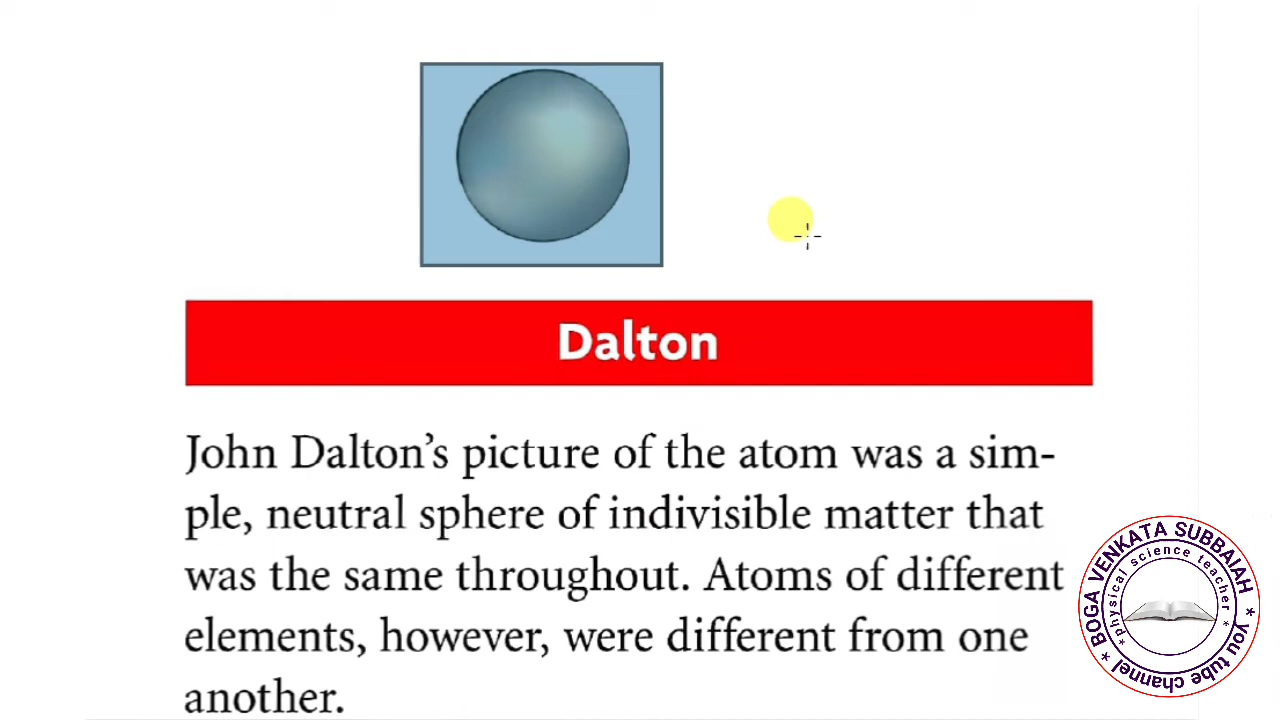 Dalton
John Dalton’s picture of the atom was a sim-
ple, neutral sphere of indivisible matter that
was the same throughout. Atoms of different
elements, however, were different from one
another.
* BOGA VENKATA SUBBAIAH * you tube channel
*physical science teacher*